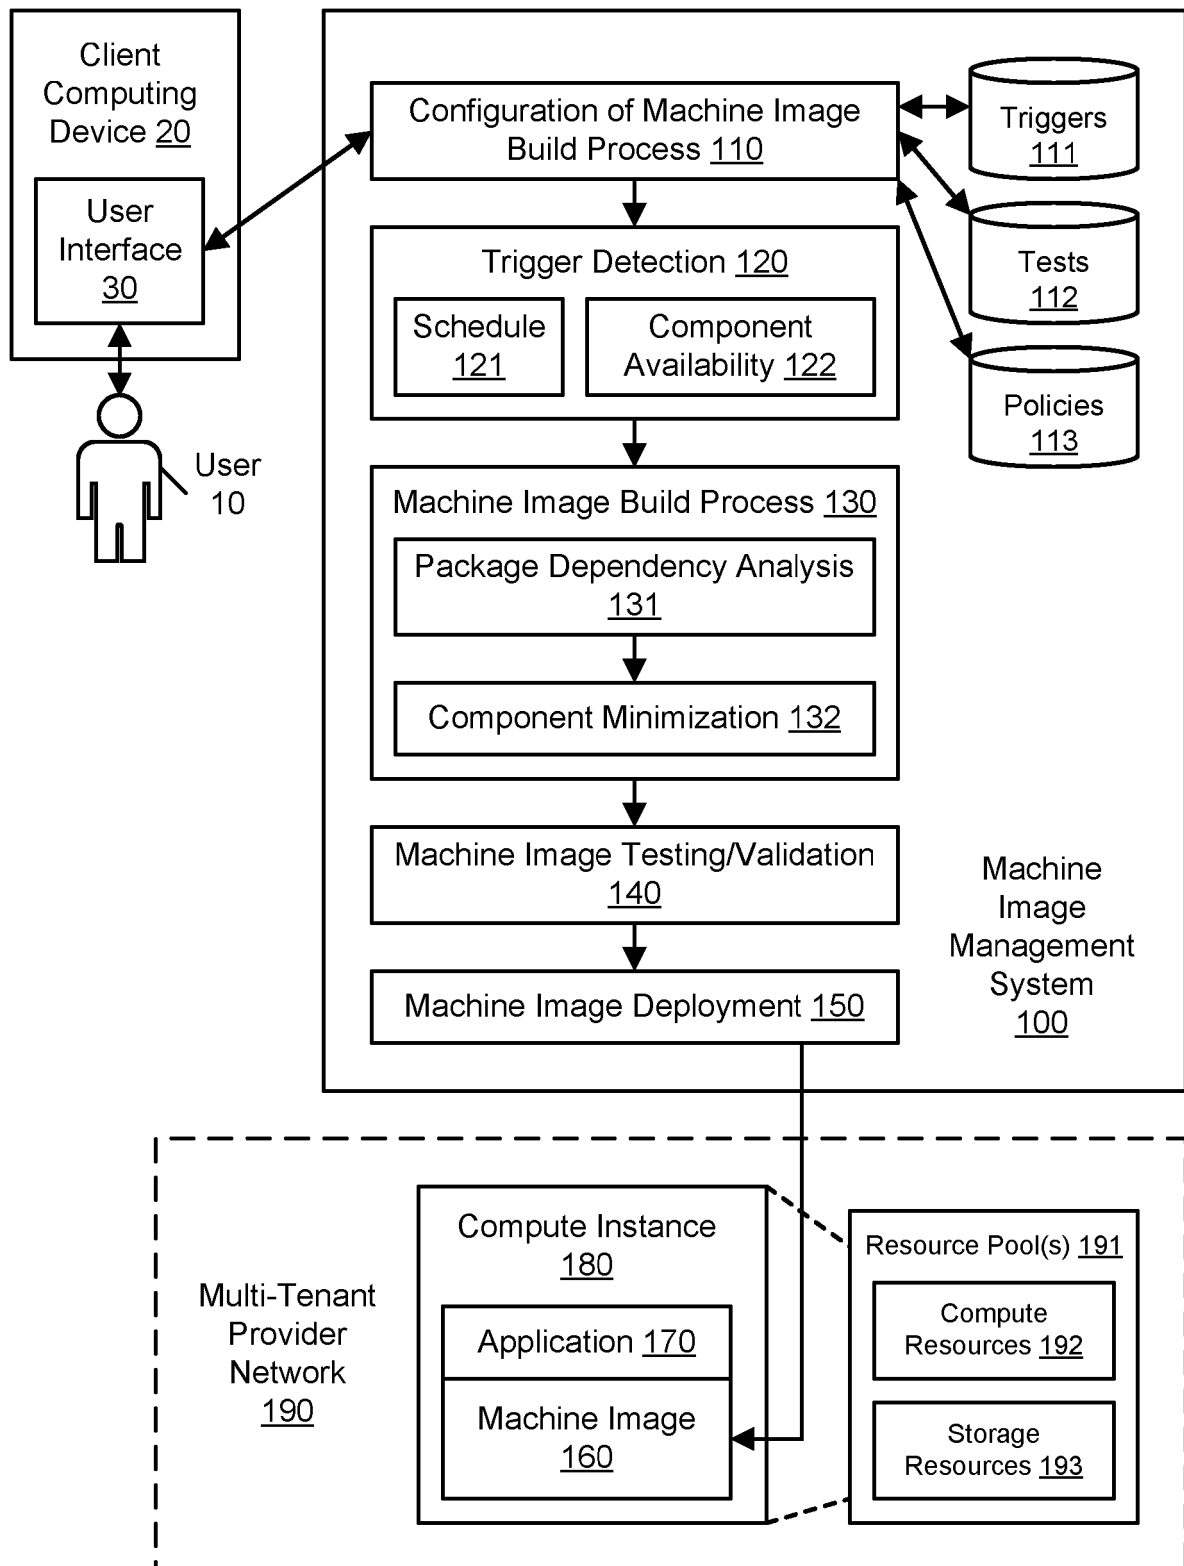 Client
Computing
Device 20
User
Interface
30
User
10
Configuration of Machine Image
Build Process 110
Triggers
111
Tests
112
Policies
113
Trigger Detection 120
Schedule
121
Component
Availability 122
Machine Image Build Process 130
Package Dependency Analysis
131
Component Minimization 132
Machine Image Testing/Validation
140
Machine Image Deployment 150
Machine
Image
Management
System
100
Multi-Tenant
Provider
Network
190
Compute Instance
180
Application 170
Machine Image
160
Resource Pool(s) 191
Compute
Resources 192
Storage
Resources 193